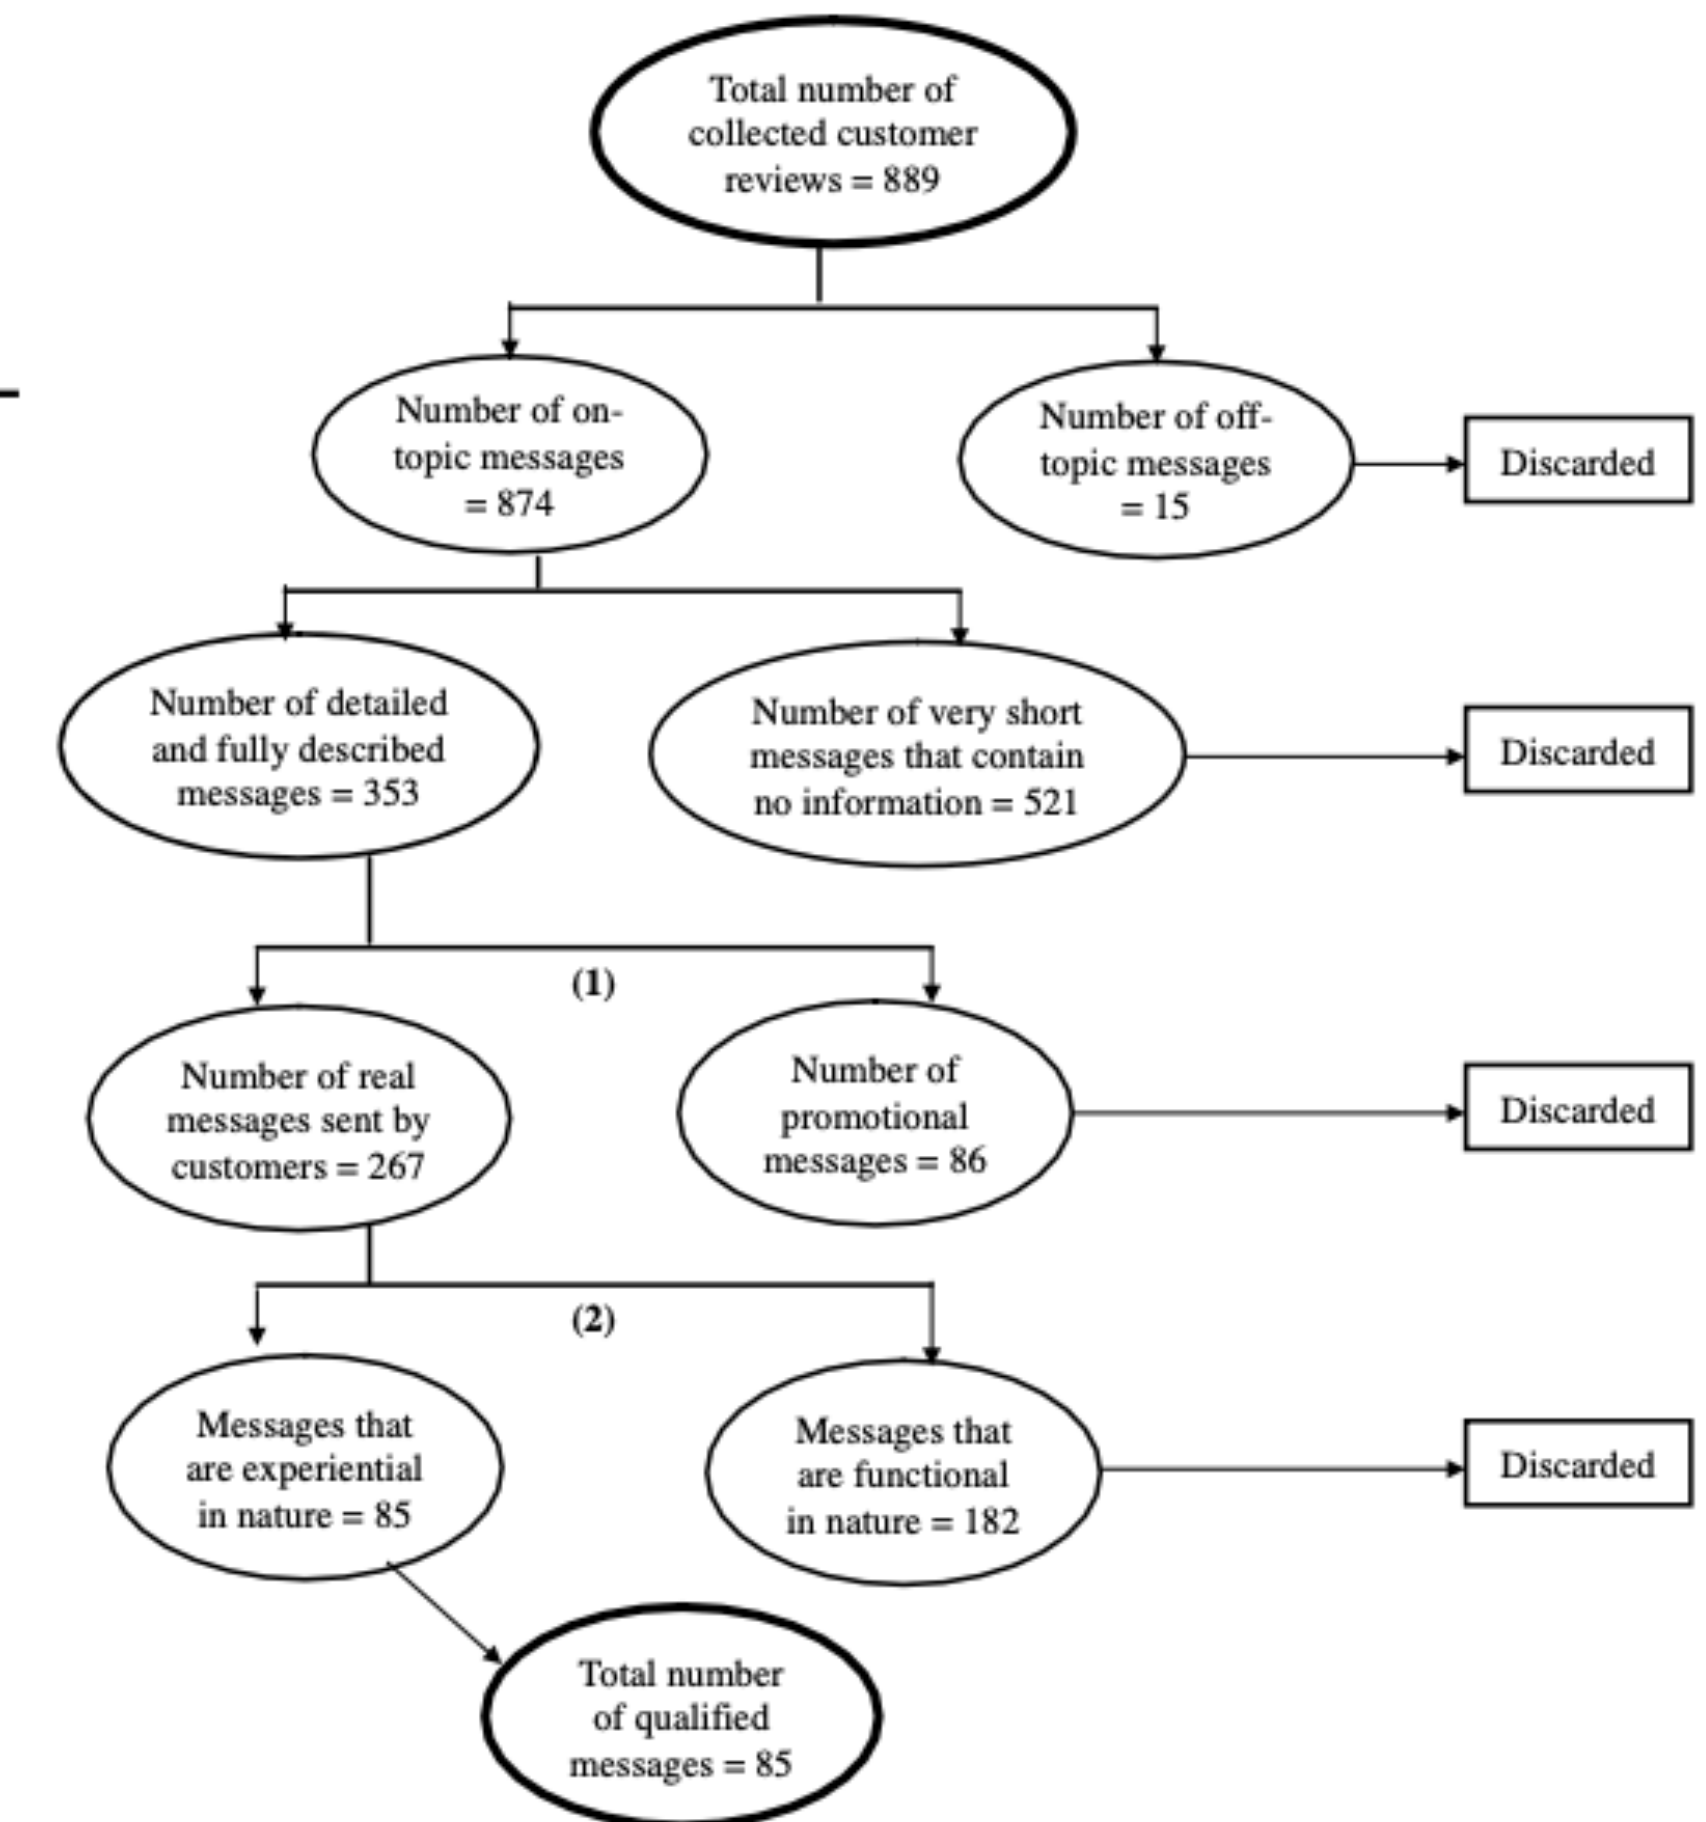 Total number of
collected customer
reviews = 889
Number of on-
topic messages
= 874
Number of off-
topic messages
= 15
Discarded
Number of detailed
and fully described
messages = 353
Number of very short
messages that contain
no information = 521
Discarded
(1)
Number of real
messages sent by
customers = 267
Number of
promotional
messages = 86
Discarded
(2)
Messages that
are experiential
in nature = 85
Messages that
are functional
in nature = 182
Discarded
Total number
of qualified
messages = 85